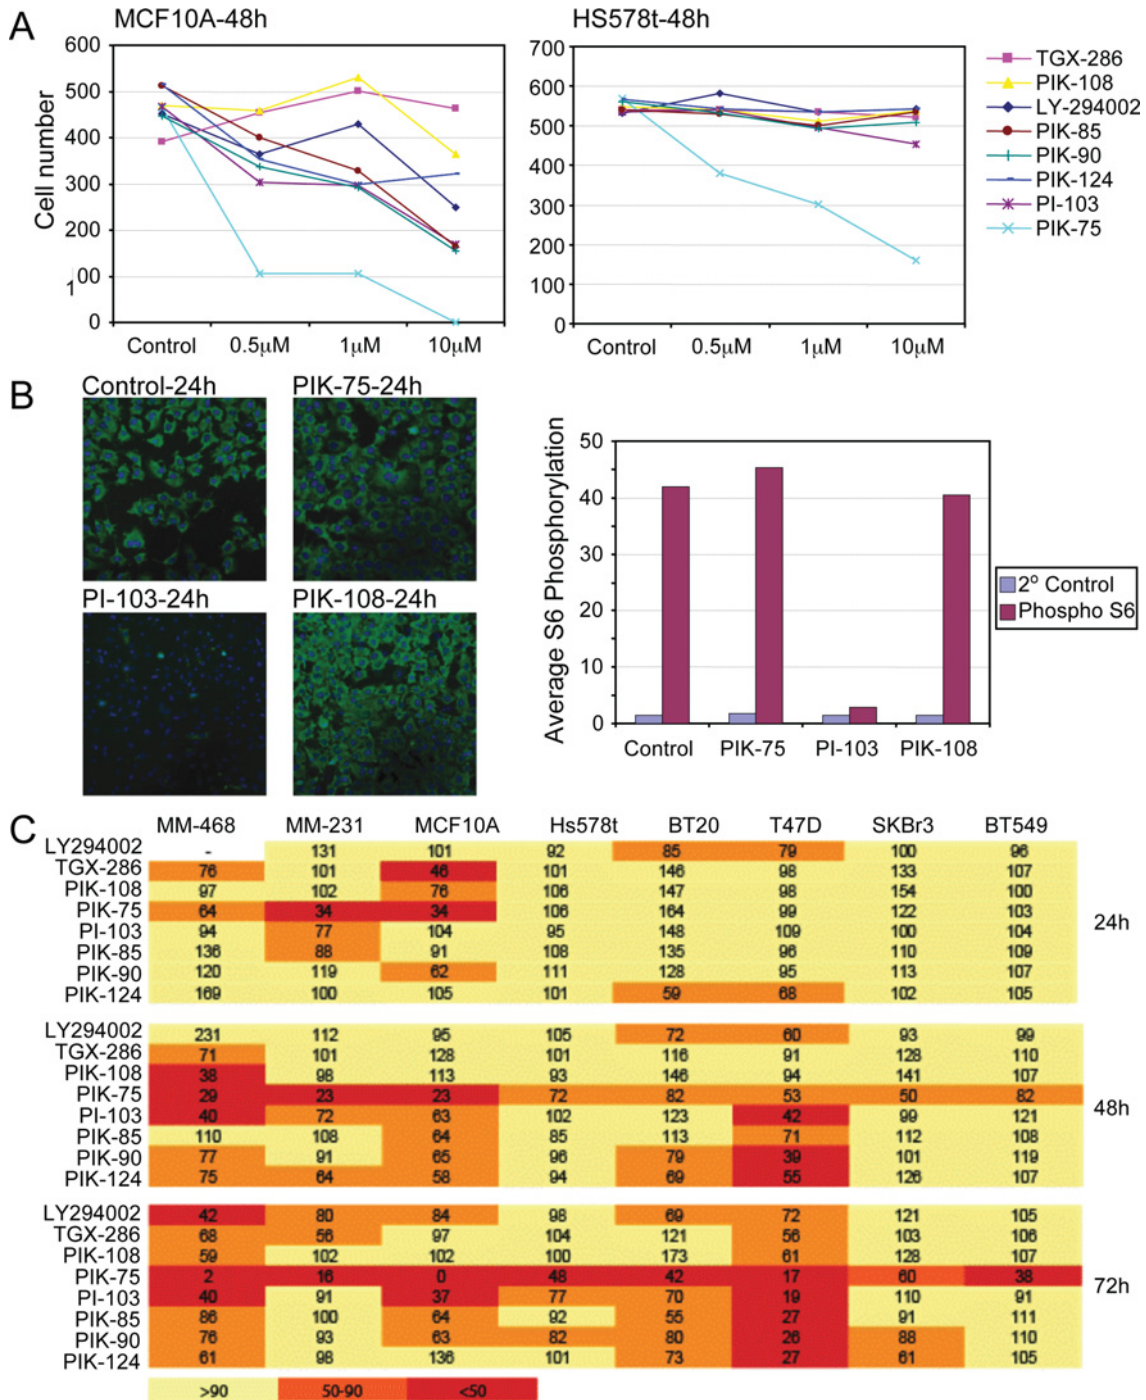 A
MCF10A-48h
HS578t-48h
Cell number
600
500
400
300
200
100
0
Control 0.5µM 1µM 10µM
700
600
500
400
300
200
100
0
Control 0.5µM 1µM 10µM
TGX-286
PIK-108
LY-294002
PIK-85
PIK-90
PIK-124
PI-103
PIK-75
B
Control-24h
PIK-75-24h
PI-103-24h
PIK-108-24h
Average S6 Phosphorylation
50
40
30
20
10
0
Control PIK-75 PI-103 PIK-108
2° Control
Phospho S6
C
MM-468 MM-231 MCF10A Hs578t BT20 T47D SKBr3 BT549
LY294002 - 131 101 92 85 79 100 96
TGX-286 76 101 46 101 146 98 133 107
PIK-108 97 102 76 106 147 98 154 100
PIK-75 64 34 34 106 164 99 122 103
PI-103 94 77 104 95 148 109 100 104
PIK-85 136 88 91 108 135 96 110 109
PIK-90 120 119 62 111 128 95 113 107
PIK-124 169 100 105 101 59 68 102 105
24h
LY294002 231 112 95 105 72 60 93 99
TGX-286 71 101 128 101 116 91 128 110
PIK-108 38 98 113 93 146 94 141 107
PIK-75 29 23 23 72 82 53 50 82
PI-103 40 72 63 102 123 42 99 121
PIK-85 110 108 64 85 113 71 112 108
PIK-90 77 91 65 96 79 39 101 119
PIK-124 75 64 58 94 69 55 126 107
48h
LY294002 42 80 84 98 69 72 121 105
TGX-286 68 56 97 104 121 56 103 106
PIK-108 59 102 102 100 173 61 128 107
PIK-75 2 16 0 48 42 17 60 38
PI-103 40 91 37 77 70 19 110 91
PIK-85 86 100 64 92 55 27 91 111
PIK-90 76 93 63 82 80 26 88 110
PIK-124 61 98 136 101 73 27 61 105
72h
>90 50-90 <50